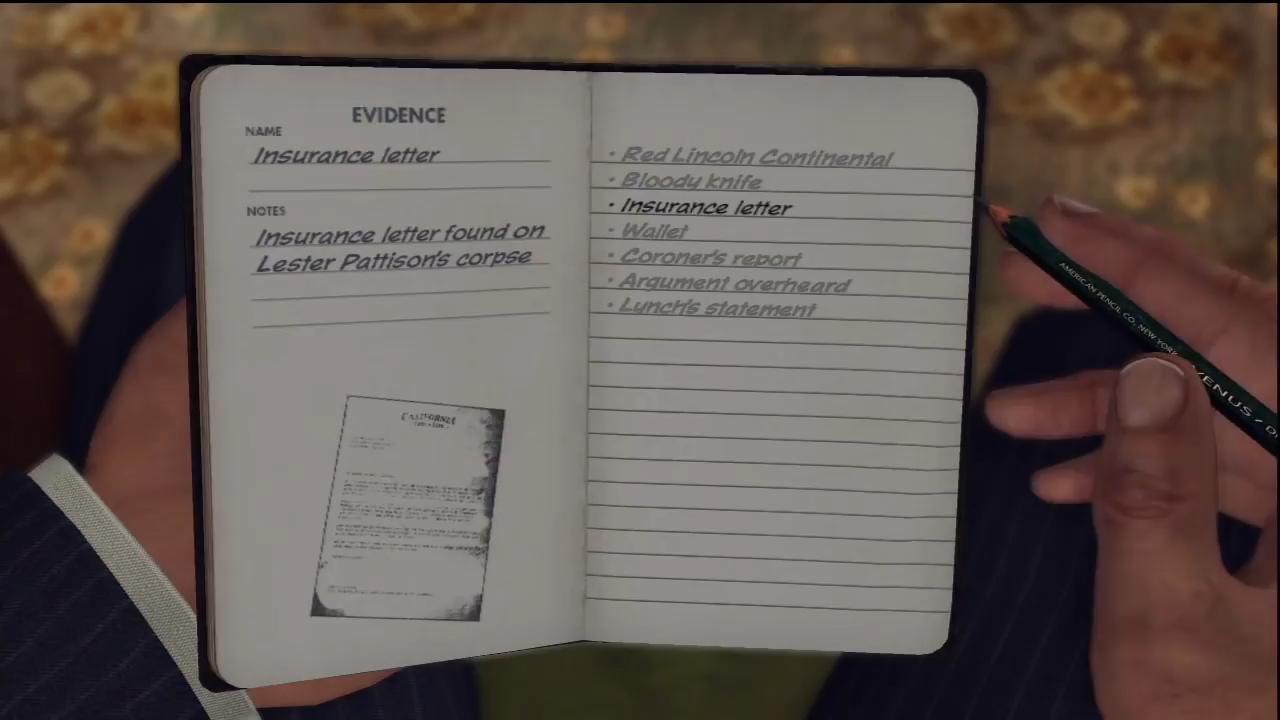 EVIDENCE
NAME
Insurance letter
NOTES
Insurance letter found on
Lester Pattison's corpse
CALIFORNIA
• Red Lincoln Continental
• Bloody knife
• Insurance letter
• Wallet
• Coroner's report
• Argument overheard
• Lynch's statement
AMERICAN PENCIL CO. NEW YORK
VENUS